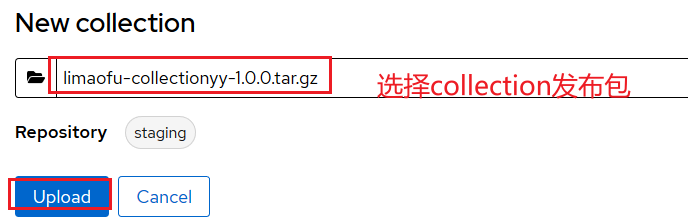 New collection
limaofu-collectionyy-1.0.0.tar.gz 选择collection发布包
Repository staging
Upload Cancel